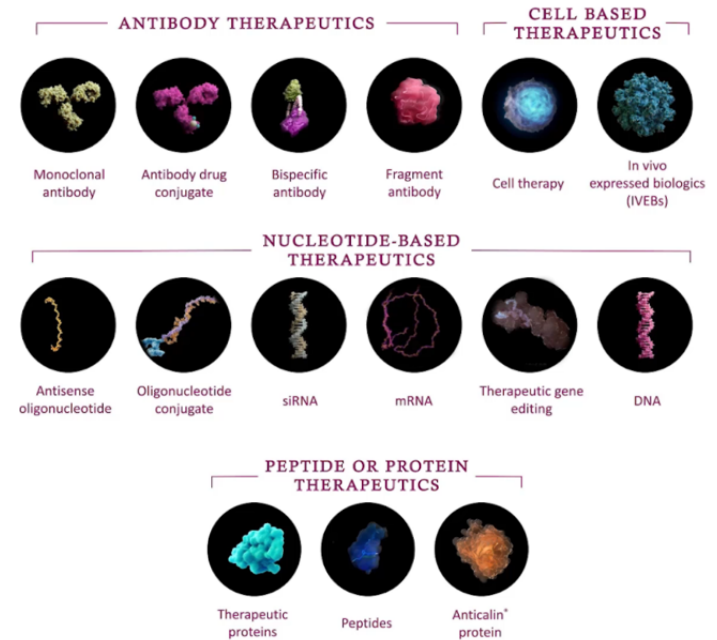 ANTIBODY THERAPEUTICS
CELL BASED
THERAPEUTICS
Monoclonal
antibody
Antibody drug
conjugate
Bispecific
antibody
Fragment
antibody
Cell therapy
In vivo
expressed biologics
(IVEBs)
NUCLEOTIDE-BASED
THERAPEUTICS
Antisense
oligonucleotide
Oligonucleotide
conjugate
siRNA
mRNA
Therapeutic gene
editing
DNA
PEPTIDE OR PROTEIN
THERAPEUTICS
Therapeutic
proteins
Peptides
Anticalin®
protein